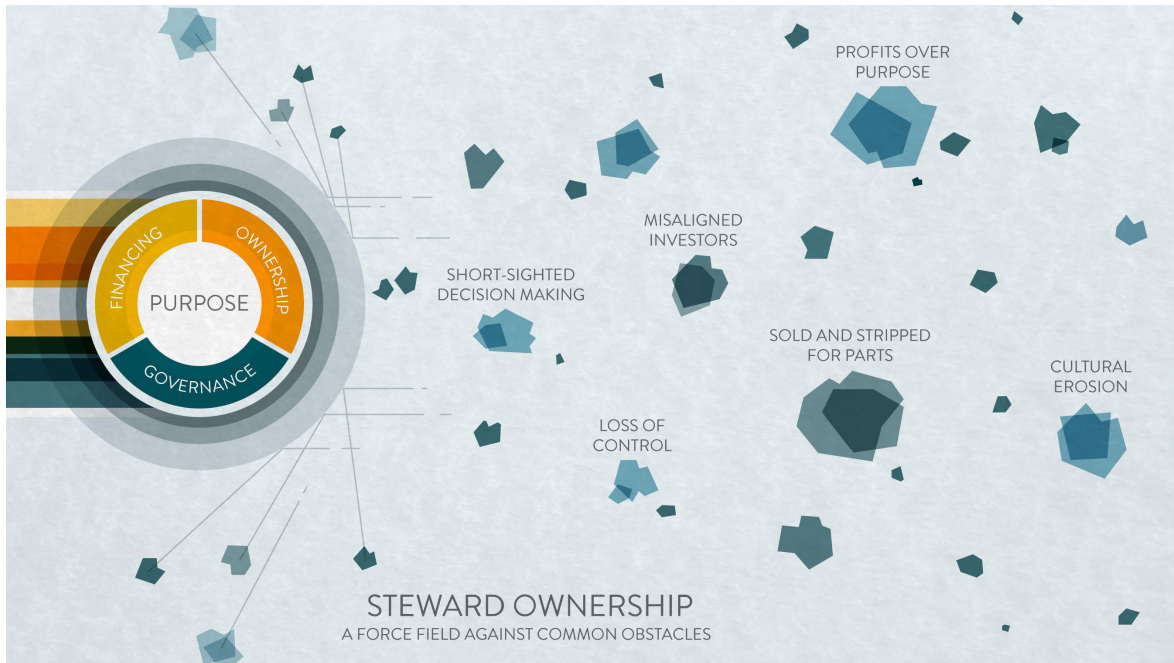 PROFITS OVER
PURPOSE
MISALIGNED
INVESTORS
SHORT-SIGHTED
DECISION MAKING
FINANCING
OWNERSHIP
PURPOSE
GOVERNANCE
SOLD AND STRIPPED
FOR PARTS
CULTURAL
EROSION
LOSS OF
CONTROL
STEWARD OWNERSHIP
A FORCE FIELD AGAINST COMMON OBSTACLES